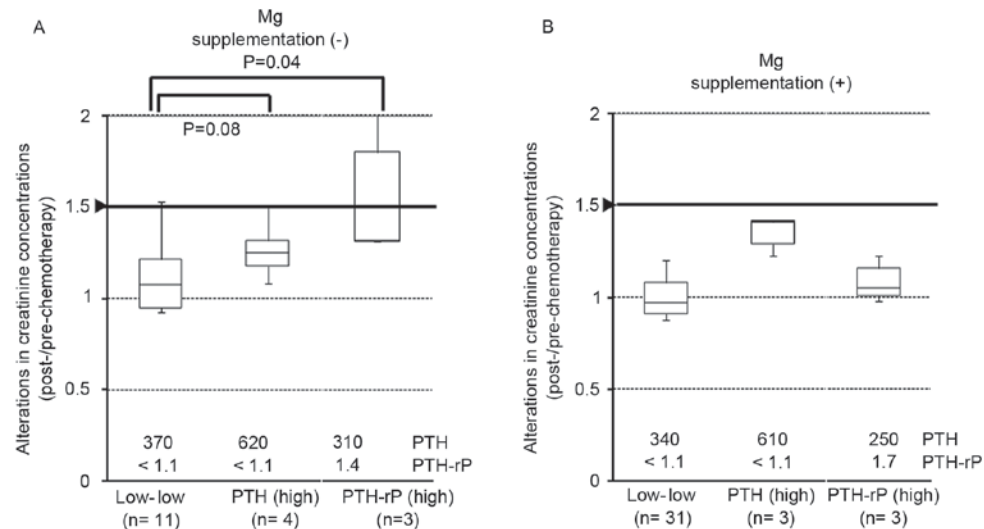 A
Mg
supplementation (-)
P=0.04
P=0.08
Alterations in creatinine concentrations
(post-/pre-chemotherapy)
2
1.5
1
0.5
0
370 620 310 PTH
< 1.1 < 1.1 1.4 PTH-rP
Low-low PTH (high) PTH-rP (high)
(n= 11) (n= 4) (n=3)
B
Mg
supplementation (+)
Alterations in creatinine concentrations
(post-/pre-chemotherapy)
2
1.5
1
0.5
0
340 610 250 PTH
< 1.1 < 1.1 1.7 PTH-rP
Low-low PTH (high) PTH-rP (high)
(n= 31) (n= 3) (n= 3)